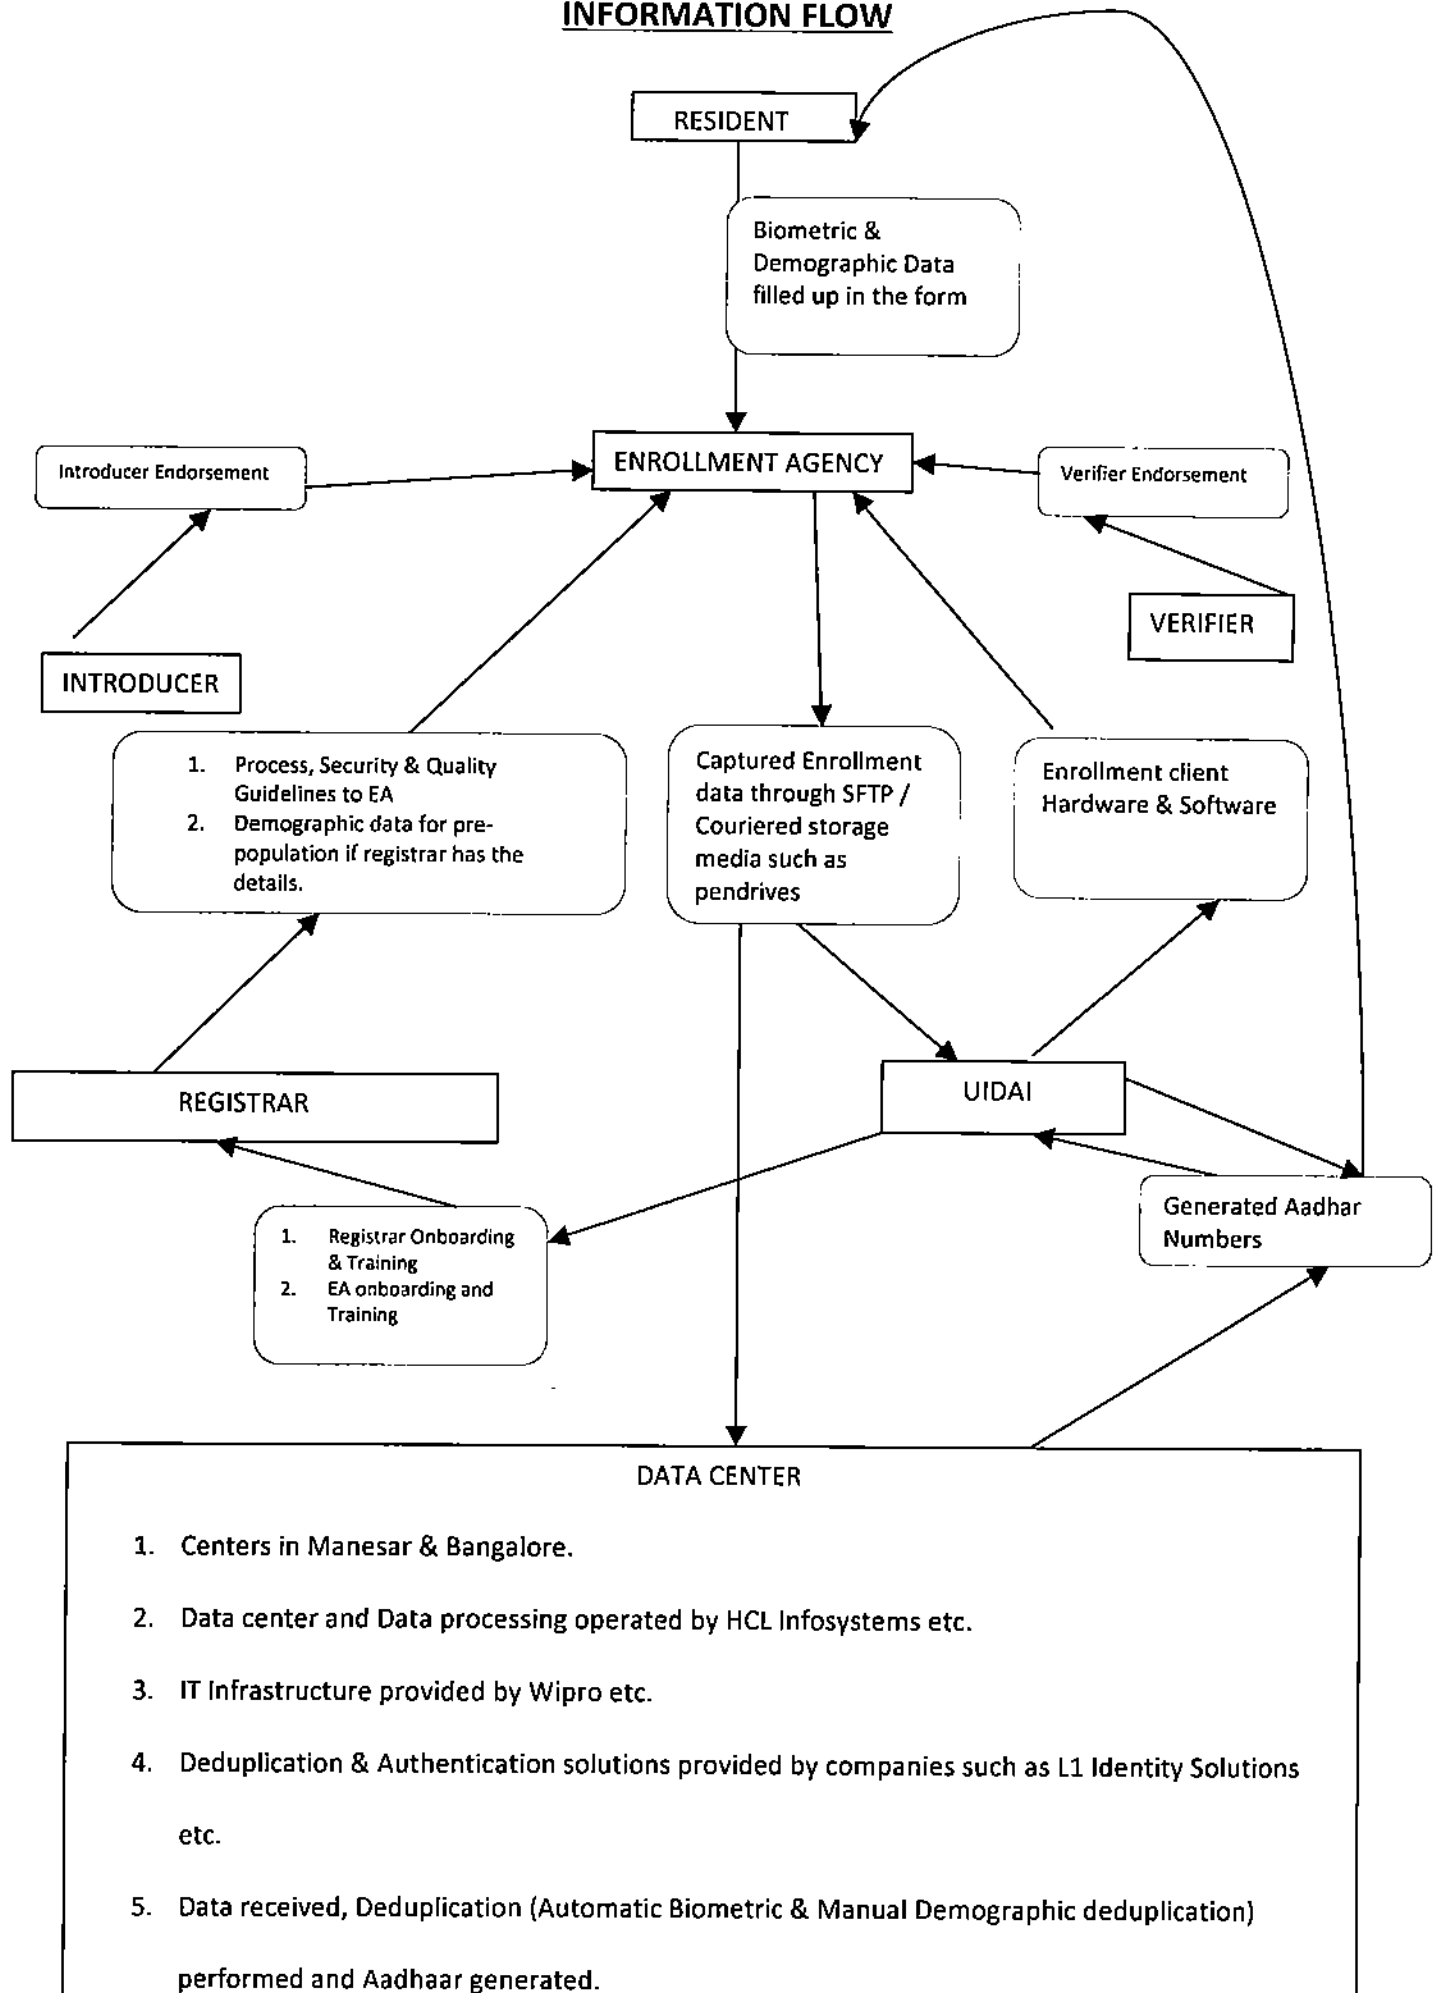 INFORMATION FLOW
RESIDENT
Biometric &
Demographic Data
filled up in the form
ENROLLMENT AGENCY
Introducer Endorsement
Verifier Endorsement
VERIFIER
INTRODUCER
1. Process, Security & Quality
Guidelines to EA
2. Demographic data for pre-
population if registrar has the
details.
Captured Enrollment
data through SFTP /
Couriered storage
media such as
pendrives
Enrollment client
Hardware & Software
REGISTRAR
UIDAI
1. Registrar Onboarding
& Training
2. EA onboarding and
Training
Generated Aadhar
Numbers
DATA CENTER
1. Centers in Manesar & Bangalore.
2. Data center and Data processing operated by HCL Infosystems etc.
3. IT Infrastructure provided by Wipro etc.
4. Deduplication & Authentication solutions provided by companies such as L1 Identity Solutions
etc.
5. Data received, Deduplication (Automatic Biometric & Manual Demographic deduplication)
performed and Aadhaar generated.